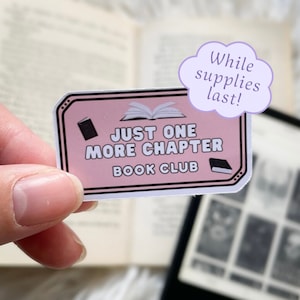 While
supplies
last!
JUST ONE
MORE CHAPTER
BOOK CLUB